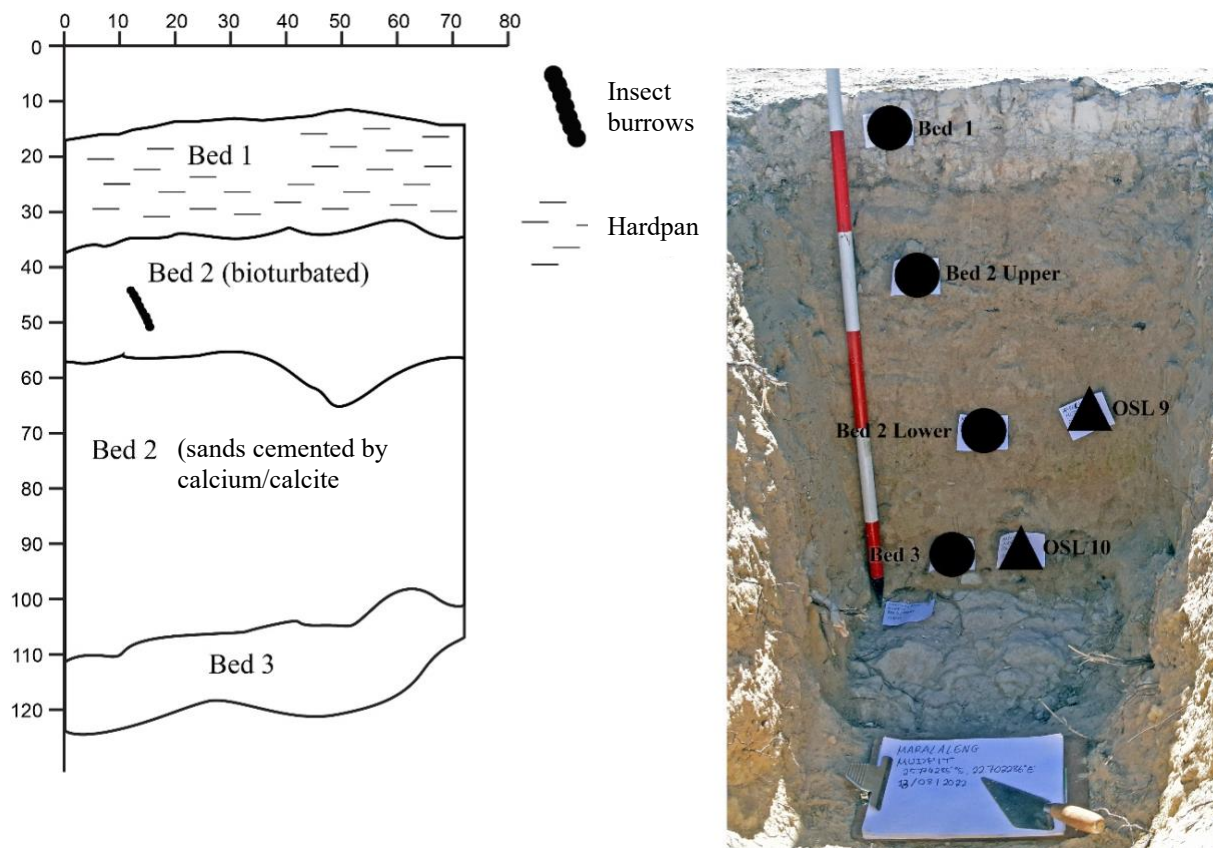 0 10 20 30 40 50 60 70 80
0
10
20
30
40
50
60
70
80
90
100
110
120
Bed 1
Bed 2 (bioturbated)
Bed 2 (sands cemented by
calcium/calcite
Bed 3
Insect
burrows
Hardpan
Bed 1
Bed 2 Upper
OSL 9
Bed 2 Lower
Bed 3
OSL 10
MARALALENG
MUDPIT